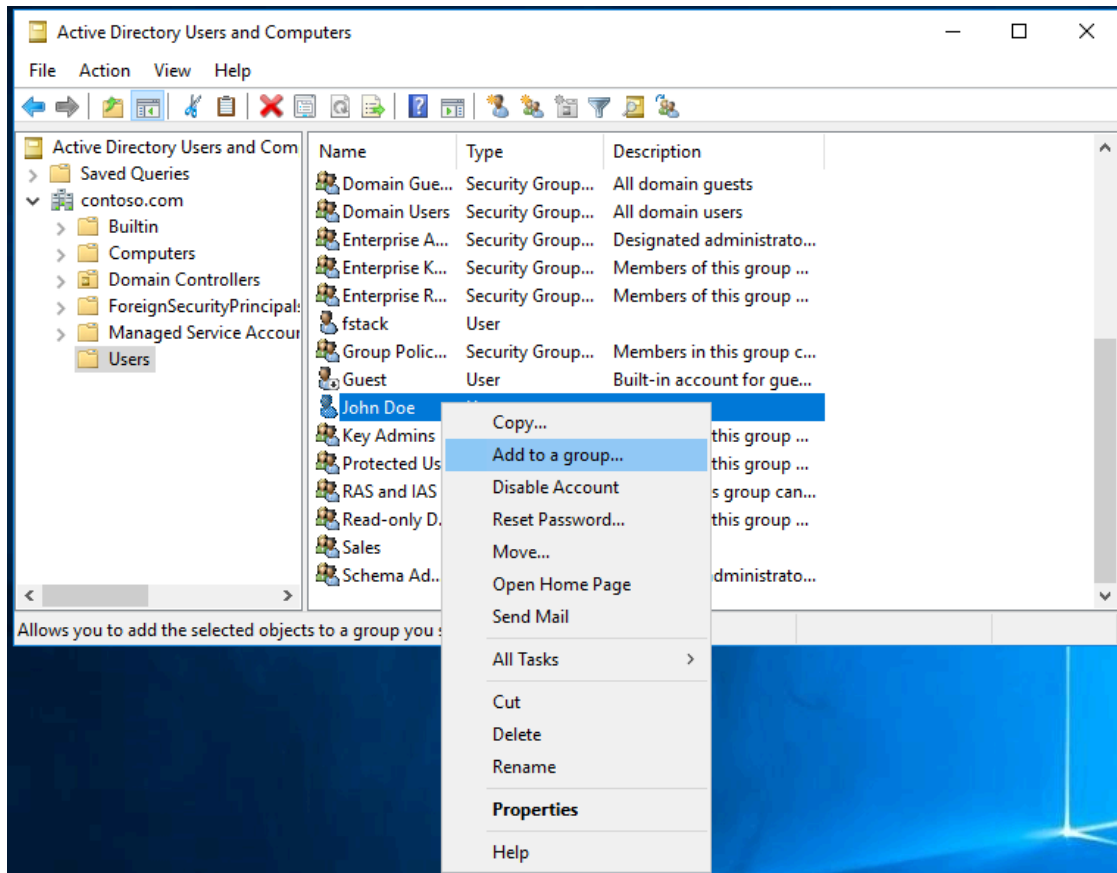 Active Directory Users and Computers
File Action View Help
Active Directory Users and Com
Saved Queries
contoso.com
Builtin
Computers
Domain Controllers
ForeignSecurityPrincipal
Managed Service Accour
Users
Name Type Description
Domain Gue... Security Group... All domain guests
Domain Users Security Group... All domain users
Enterprise A... Security Group... Designated administrato...
Enterprise K... Security Group... Members of this group ...
Enterprise R... Security Group... Members of this group ...
fstack User
Group Polic... Security Group... Members in this group c...
Guest User Built-in account for gue...
John Doe
Key Admins this group ...
Protected Us this group ...
RAS and IAS s group can...
Read-only D. this group ...
Sales
Schema Ad.. dministrato...
Copy...
Add to a group...
Disable Account
Reset Password...
Move...
Open Home Page
Send Mail
All Tasks
Cut
Delete
Rename
Properties
Help
Allows you to add the selected objects to a group you